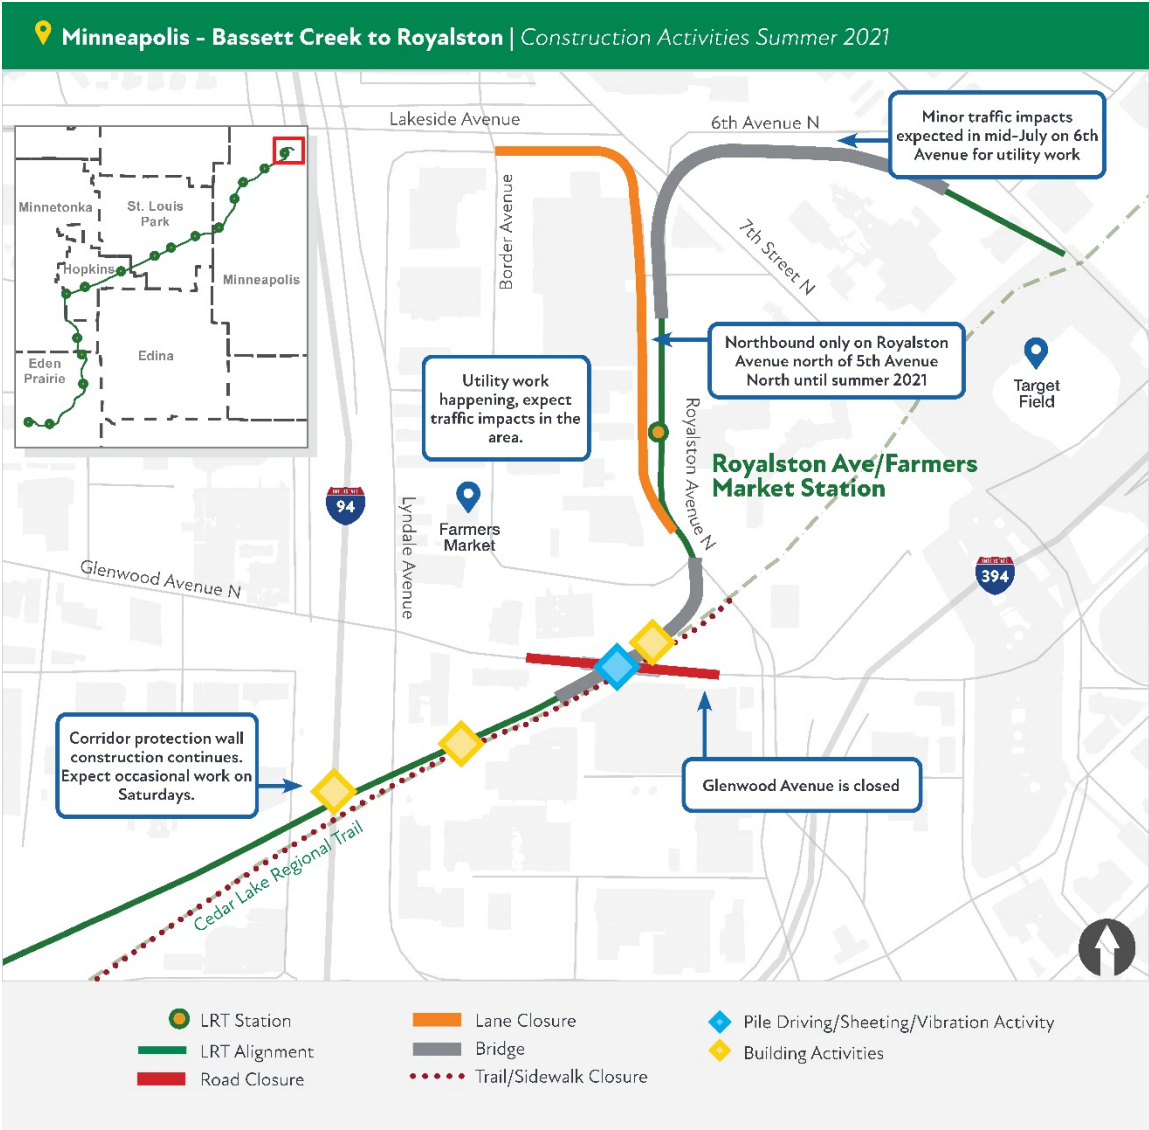 Minneapolis - Bassett Creek to Royalston | Construction Activities Summer 2021
Lakeside Avenue
6th Avenue N
Minor traffic impacts
expected in mid-July on 6th
Avenue for utility work
Minnetonka
St. Louis
Park
Hopkins
Minneapolis
Edina
Eden
Prairie
Border Avenue
7th Street N
Northbound only on Royalston
Avenue north of 5th Avenue
North until summer 2021
Target
Field
Utility work
happening, expect
traffic impacts in the
area.
Royalston Avenue N
Royalston Ave/Farmers
Market Station
94
Farmers
Market
Lyndale Avenue
394
Glenwood Avenue N
Corridor protection wall
construction continues.
Expect occasional work on
Saturdays.
Glenwood Avenue is closed
Cedar Lake Regional Trail
LRT Station
LRT Alignment
Road Closure
Lane Closure
Bridge
Trail/Sidewalk Closure
Pile Driving/Sheeting/Vibration Activity
Building Activities